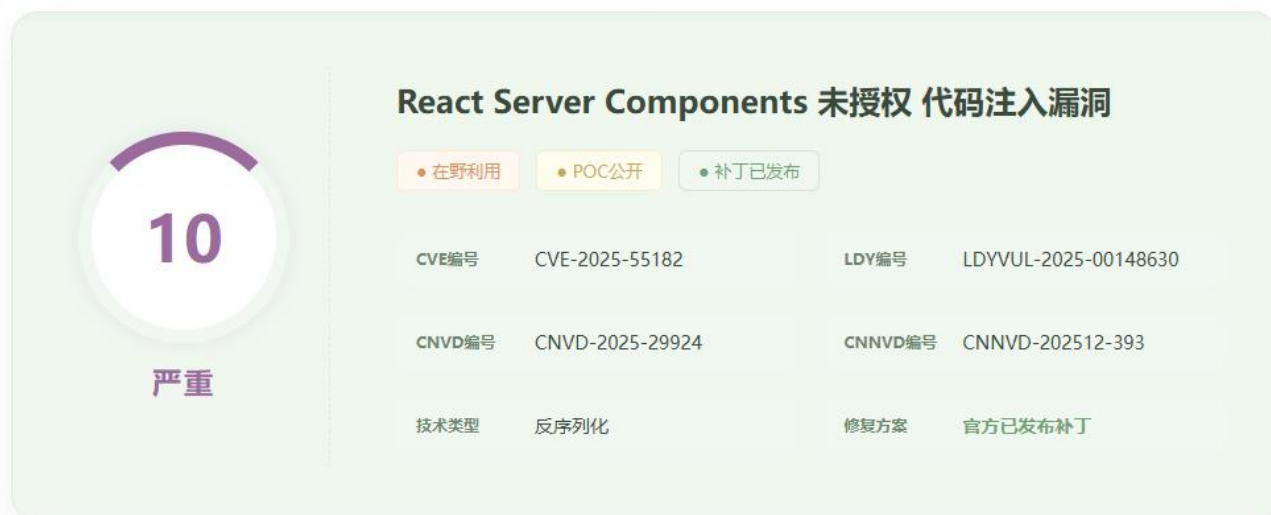 React Server Components 未授权 代码注入漏洞
在野利用 POC公开 补丁已发布
10
严重
CVE编号 CVE-2025-55182 LDY编号 LDYVUL-2025-00148630
CNVD编号 CNVD-2025-29924 CNNVD编号 CNNVD-202512-393
技术类型 反序列化 修复方案 官方已发布补丁